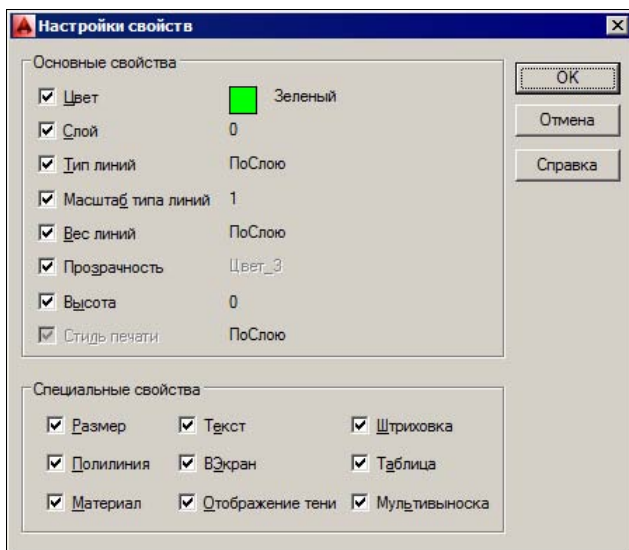 Настройки свойств
Основные свойства
Цвет Зеленый
Слой 0
Тип линий ПоСлою
Масштаб типа линий 1
Вес линий ПоСлою
Прозрачность Цвет_3
Высота 0
Стиль печати ПоСлою
OK
Отмена
Справка
Специальные свойства
Размер Текст Штриховка
Полилиния ВЭкран Таблица
Материал Отображение тени Мультивыноска